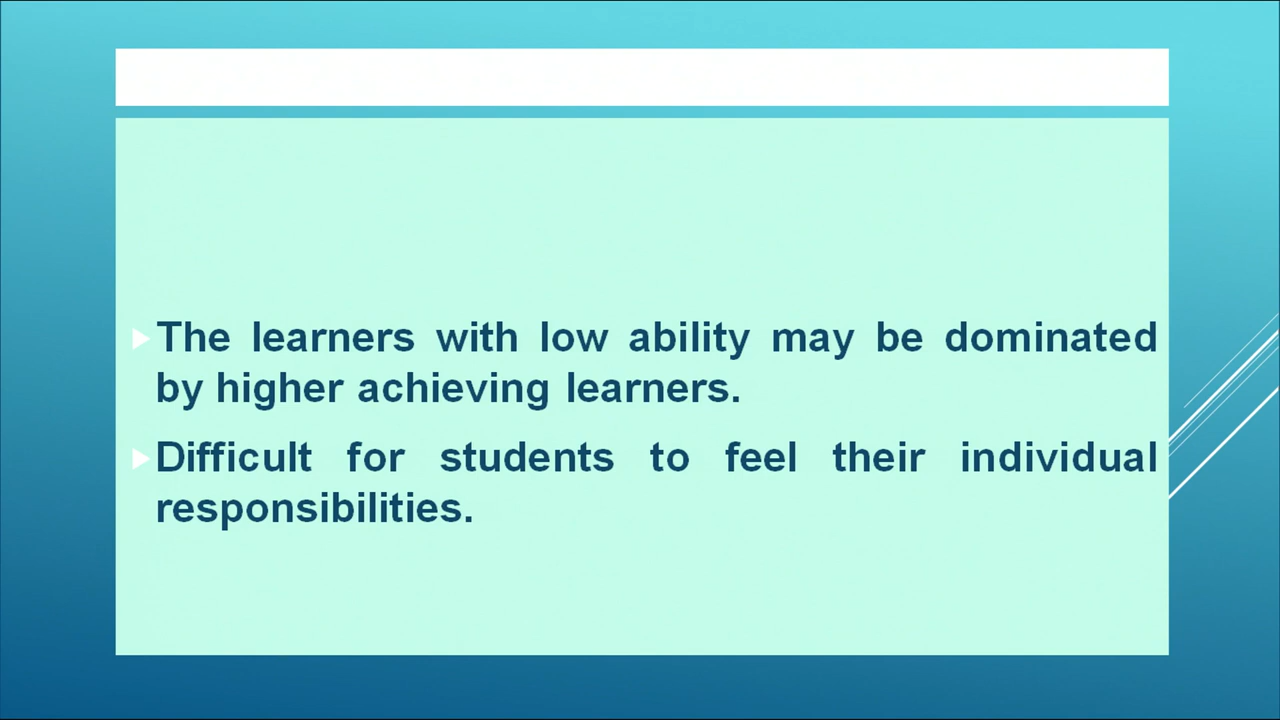 The learners with low ability may be dominated
by higher achieving learners.
Difficult for students to feel their individual
responsibilities.